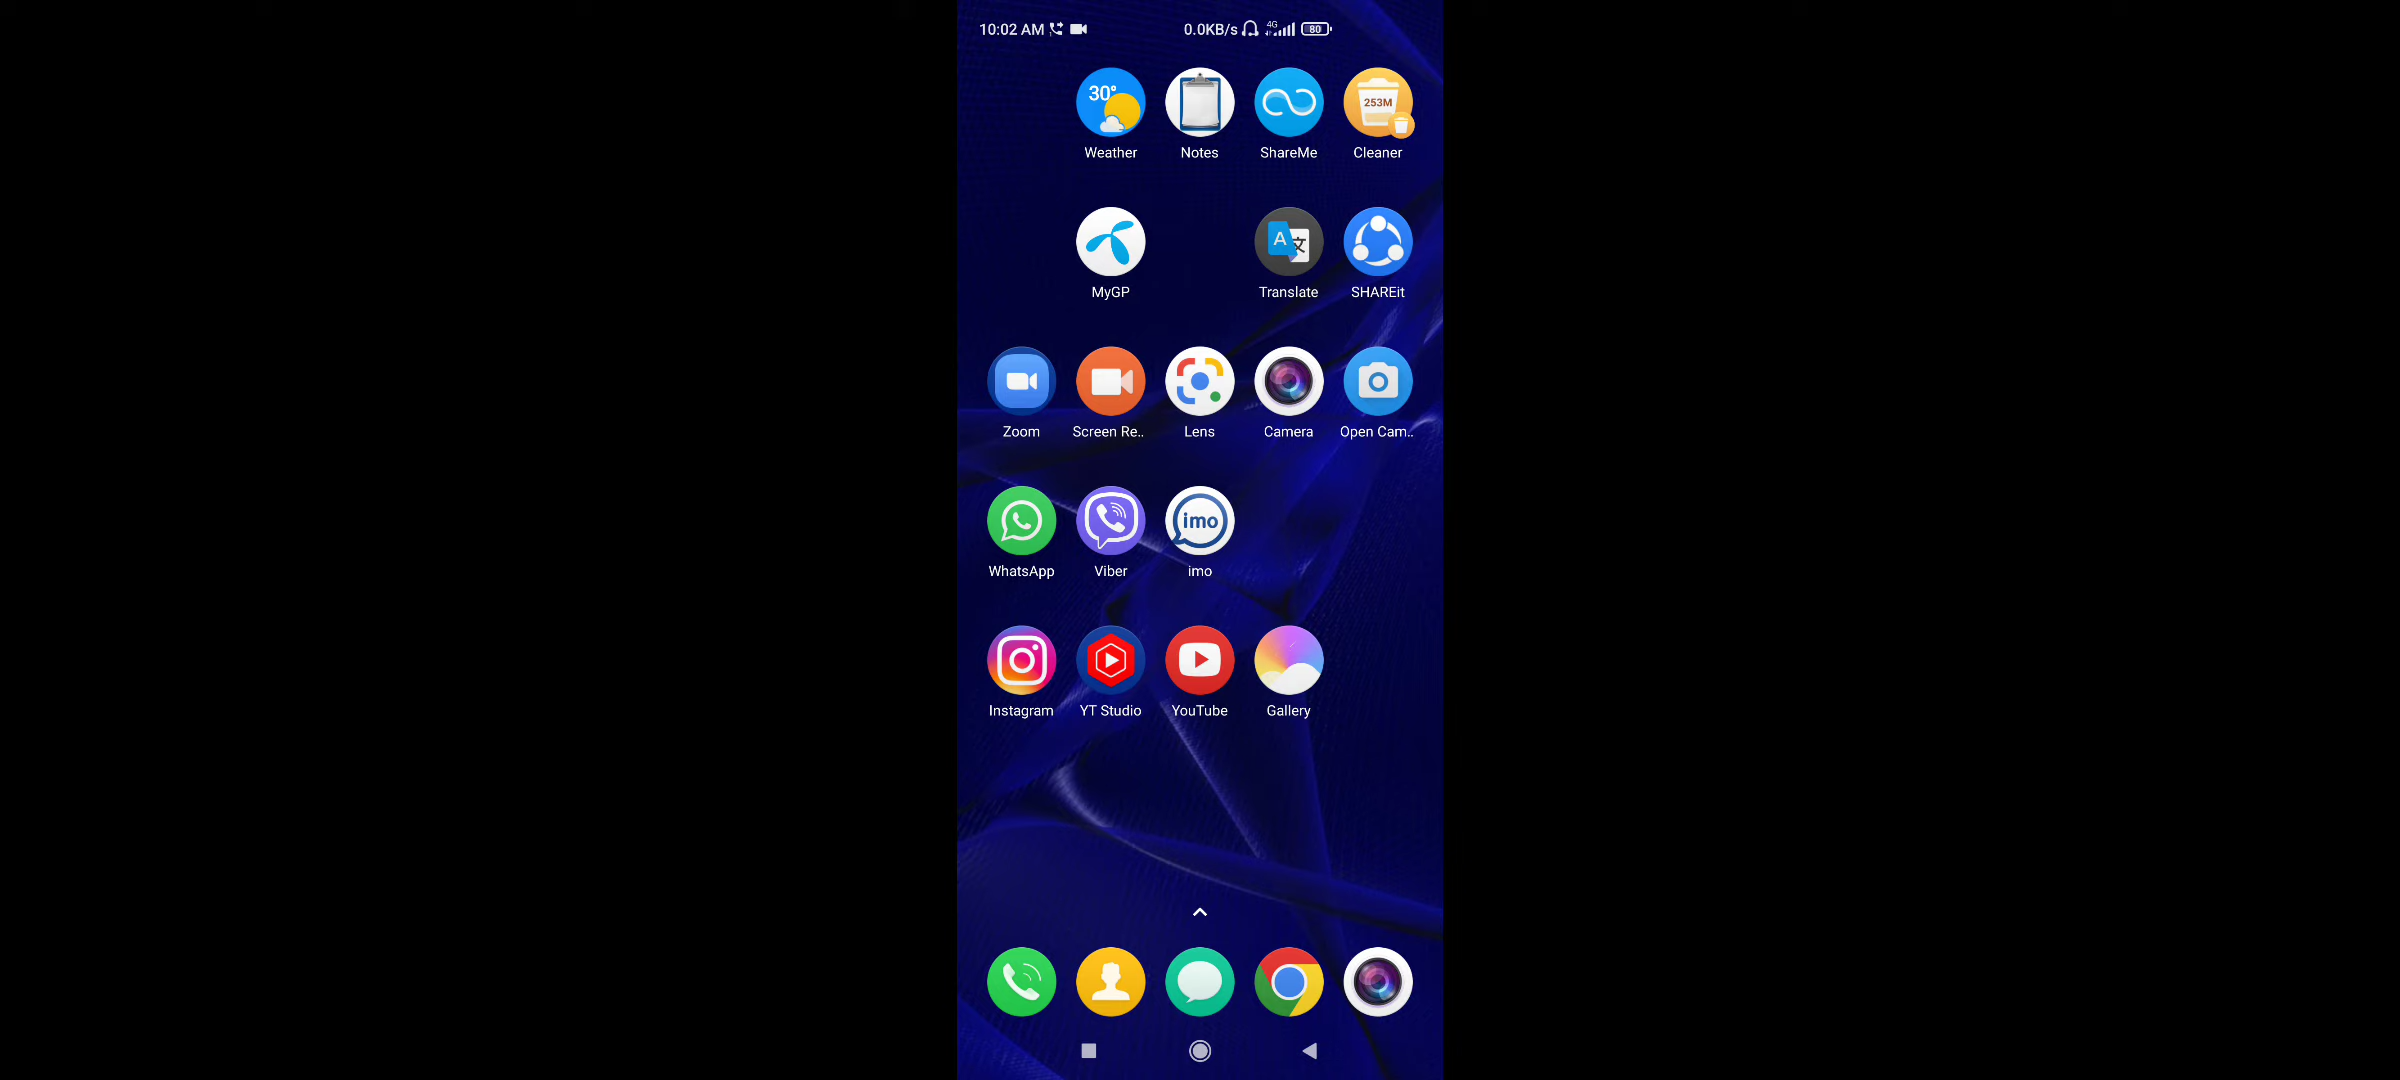 10:02 AM 0.0KB/s 4G 80
30°
253M
Weather Notes ShareMe Cleaner
A 文
MyGP Translate SHAREit
Zoom Screen Re.. Lens Camera Open Cam..
imo
WhatsApp Viber imo
Instagram YT Studio YouTube Gallery